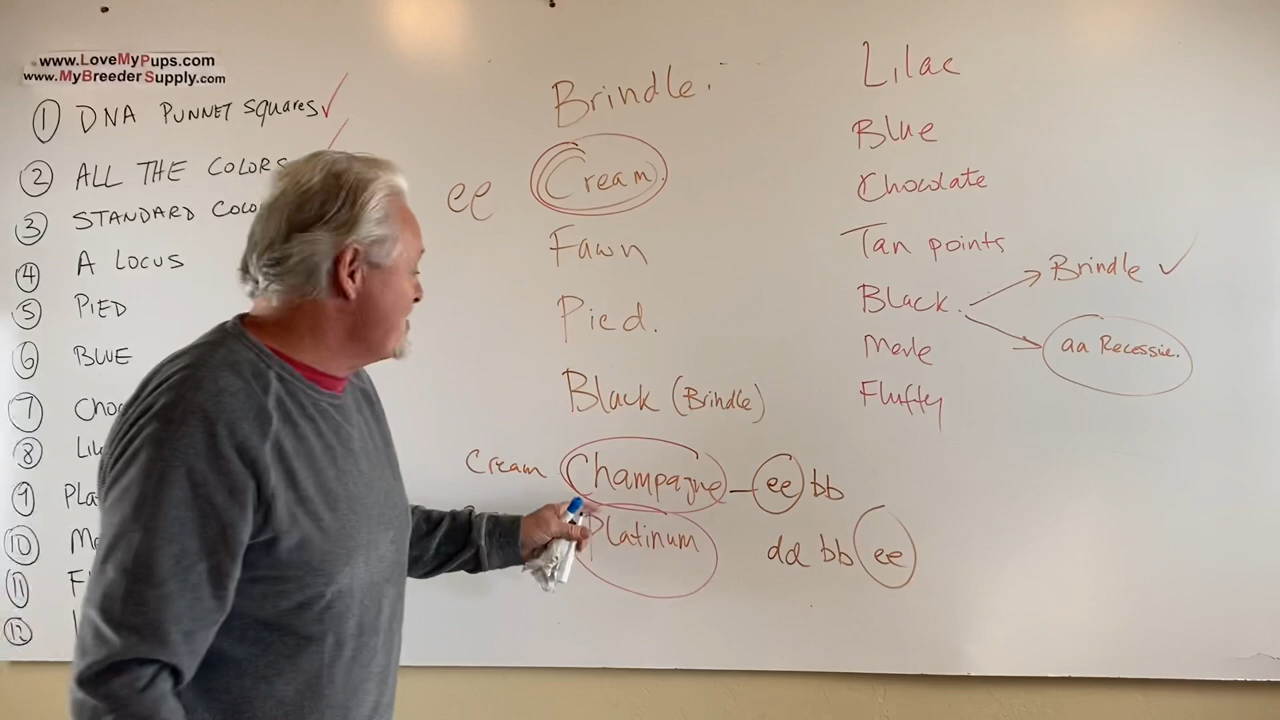 www.LoveMyPups.com
www.MyBreederSupply.com
1 DNA PUNNET Squares ✓
2 ALL THE COLORS
3 STANDARD
4 A LOCUS
5 PIED
6 BLUE
7
8
9
10
11
12
Brindle.
ee Cream
Fawn
Pied.
Black (Brindle)
Cream Champagne — ee bb
Platinum dd bb ee
Lilac
Blue
Chocolate
Tan points
Black. Brindle ✓
aa Recessive.
Merle
Fluffy